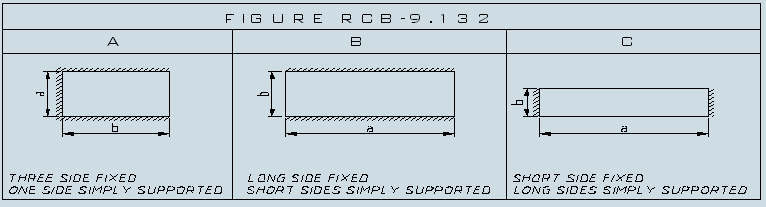 FIGURE RCB-9.132
A
B
C
a
b
b
a
b
a
THREE SIDE FIXED
ONE SIDE SIMPLY SUPPORTED
LONG SIDE FIXED
SHORT SIDES SIMPLY SUPPORTED
SHORT SIDE FIXED
LONG SIDES SIMPLY SUPPORTED